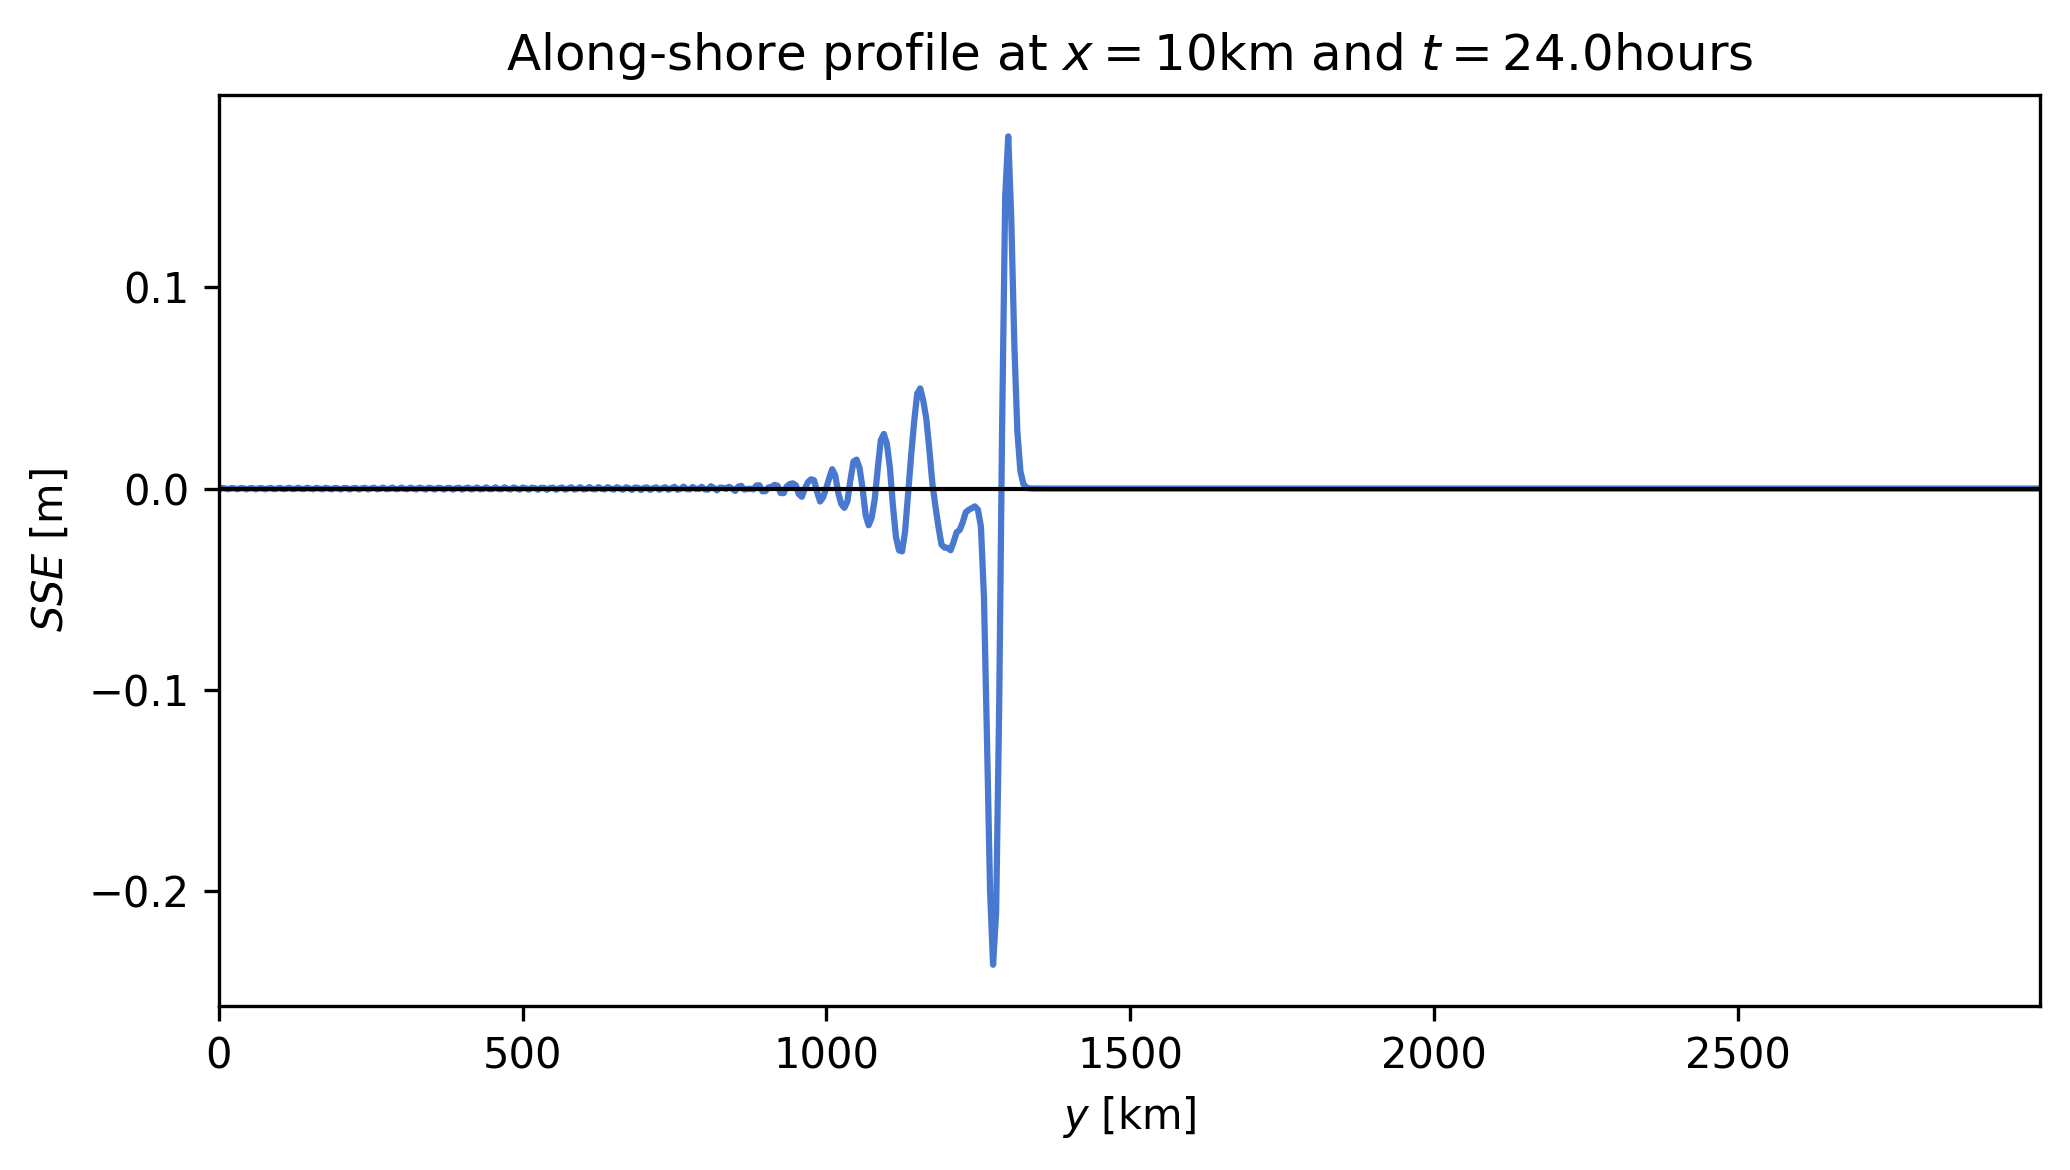 Along-shore profile at x = 10km and t = 24.0hours
0.1
0.0
−0.1
−0.2
SSE [m]
0 500 1000 1500 2000 2500
y [km]